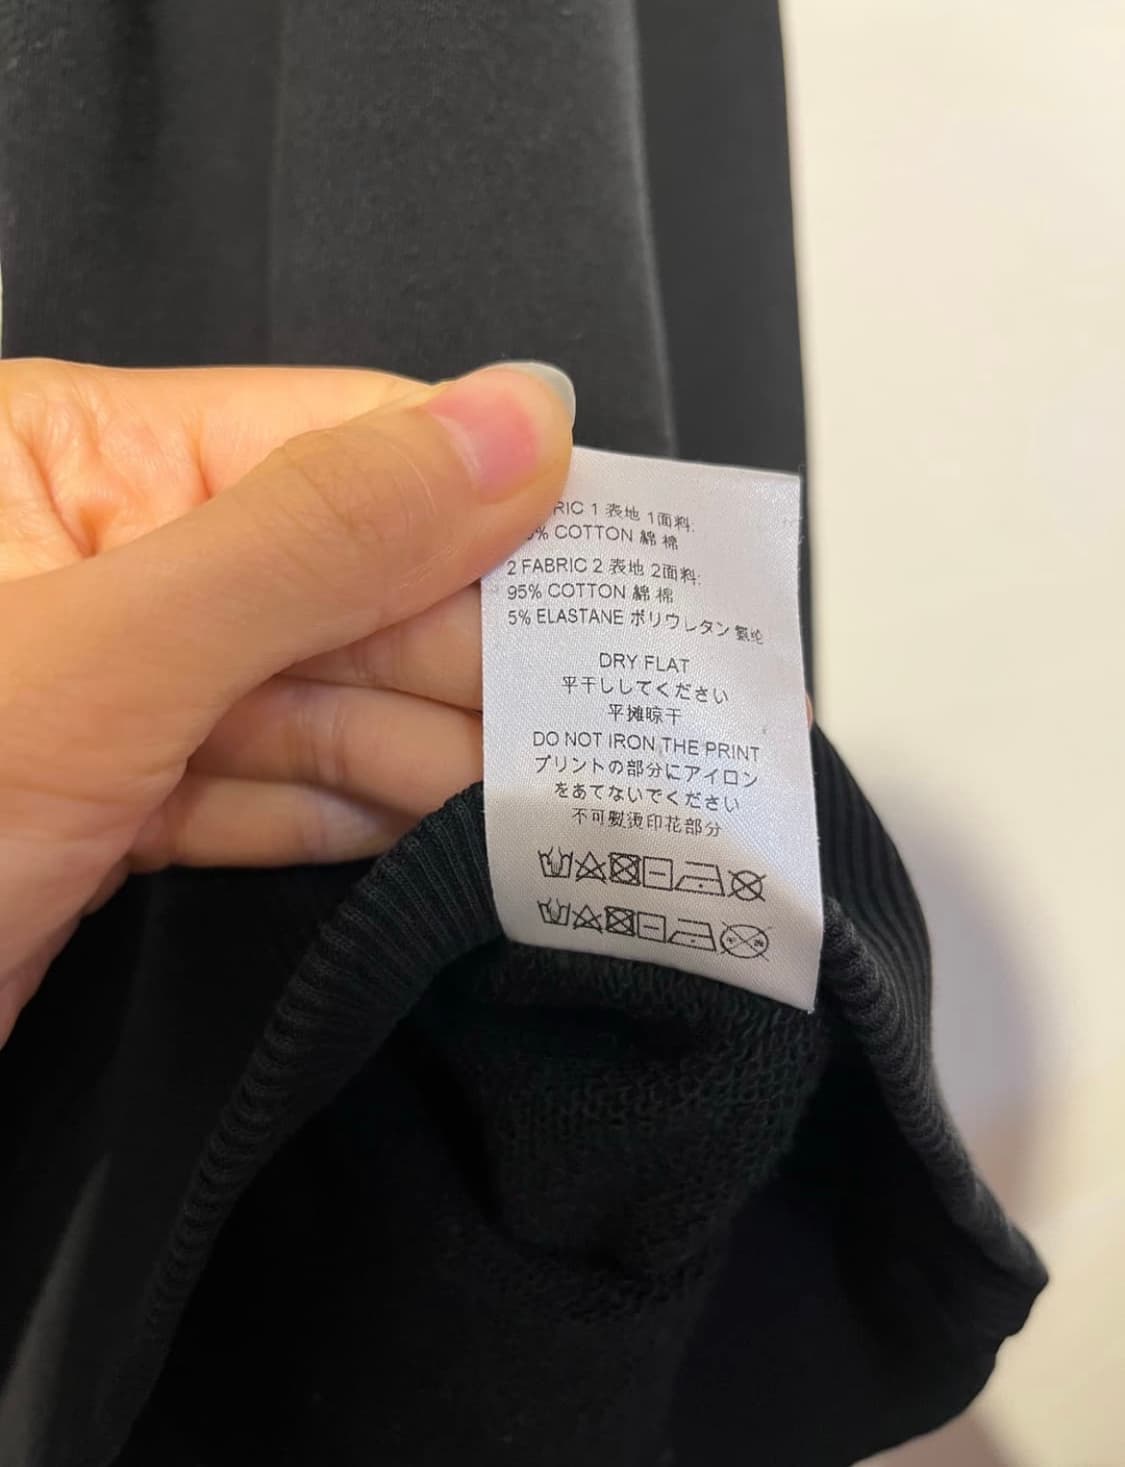 RIC 1 表地 1面料:
% COTTON 綿 棉
2 FABRIC 2 表地 2面料:
95% COTTON 綿 棉
5% ELASTANE ポリウレタン 氨纶
DRY FLAT
平干ししてください
平摊晾干
DO NOT IRON THE PRINT
プリントの部分にアイロン
をあてないでください
不可熨烫印花部分